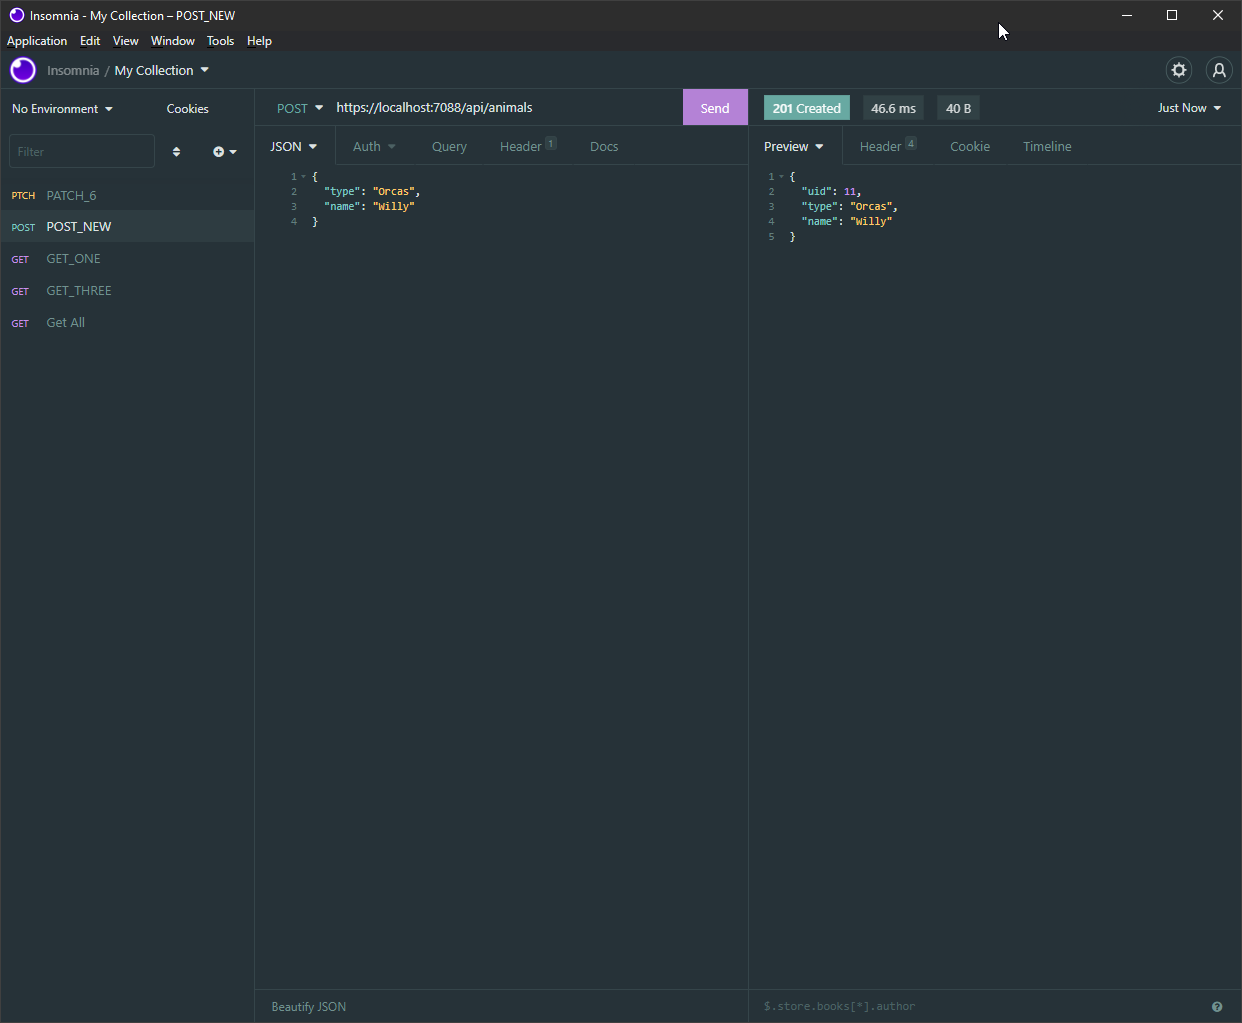 Insomnia - My Collection – POST_NEW
Application Edit View Window Tools Help
Insomnia / My Collection
No Environment Cookies
Filter
PTCH PATCH_6
POST POST_NEW
GET GET_ONE
GET GET_THREE
GET Get All
POST https://localhost:7088/api/animals Send
JSON Auth Query Header 1 Docs
1 {
2 "type": "Orcas",
3 "name": "Willy"
4 }
Beautify JSON
201 Created 46.6 ms 40 B Just Now
Preview Header 4 Cookie Timeline
1 {
2 "uid": 11,
3 "type": "Orcas",
4 "name": "Willy"
5 }
$.store.books[*].author ?